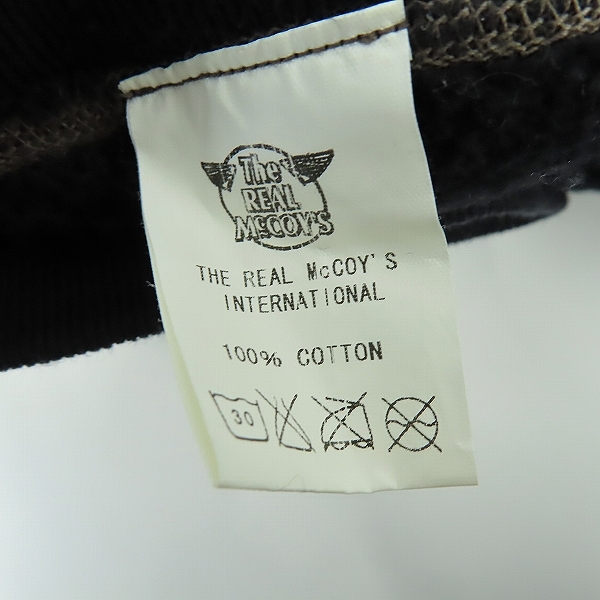 The
REAL
McCOY'S
THE REAL McCOY'S
INTERNATIONAL
100% COTTON
30